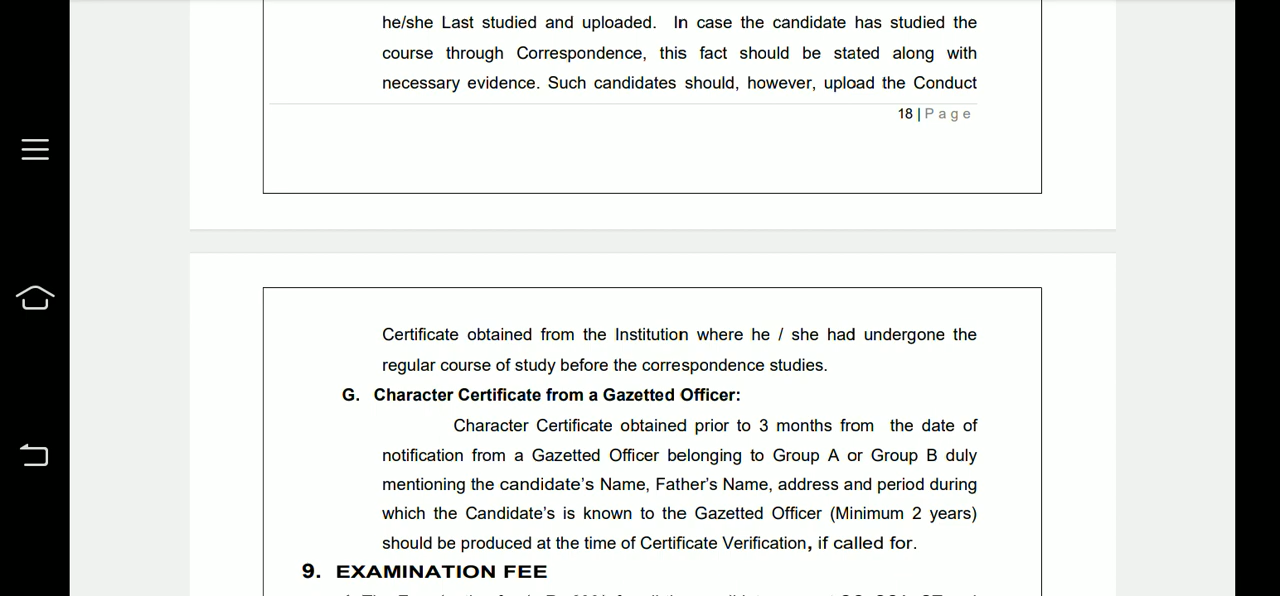 he/she Last studied and uploaded. In case the candidate has studied the
course through Correspondence, this fact should be stated along with
necessary evidence. Such candidates should, however, upload the Conduct
18 | Page
Certificate obtained from the Institution where he / she had undergone the
regular course of study before the correspondence studies.
G. Character Certificate from a Gazetted Officer:
Character Certificate obtained prior to 3 months from the date of
notification from a Gazetted Officer belonging to Group A or Group B duly
mentioning the candidate's Name, Father's Name, address and period during
which the Candidate's is known to the Gazetted Officer (Minimum 2 years)
should be produced at the time of Certificate Verification, if called for.
9. EXAMINATION FEE